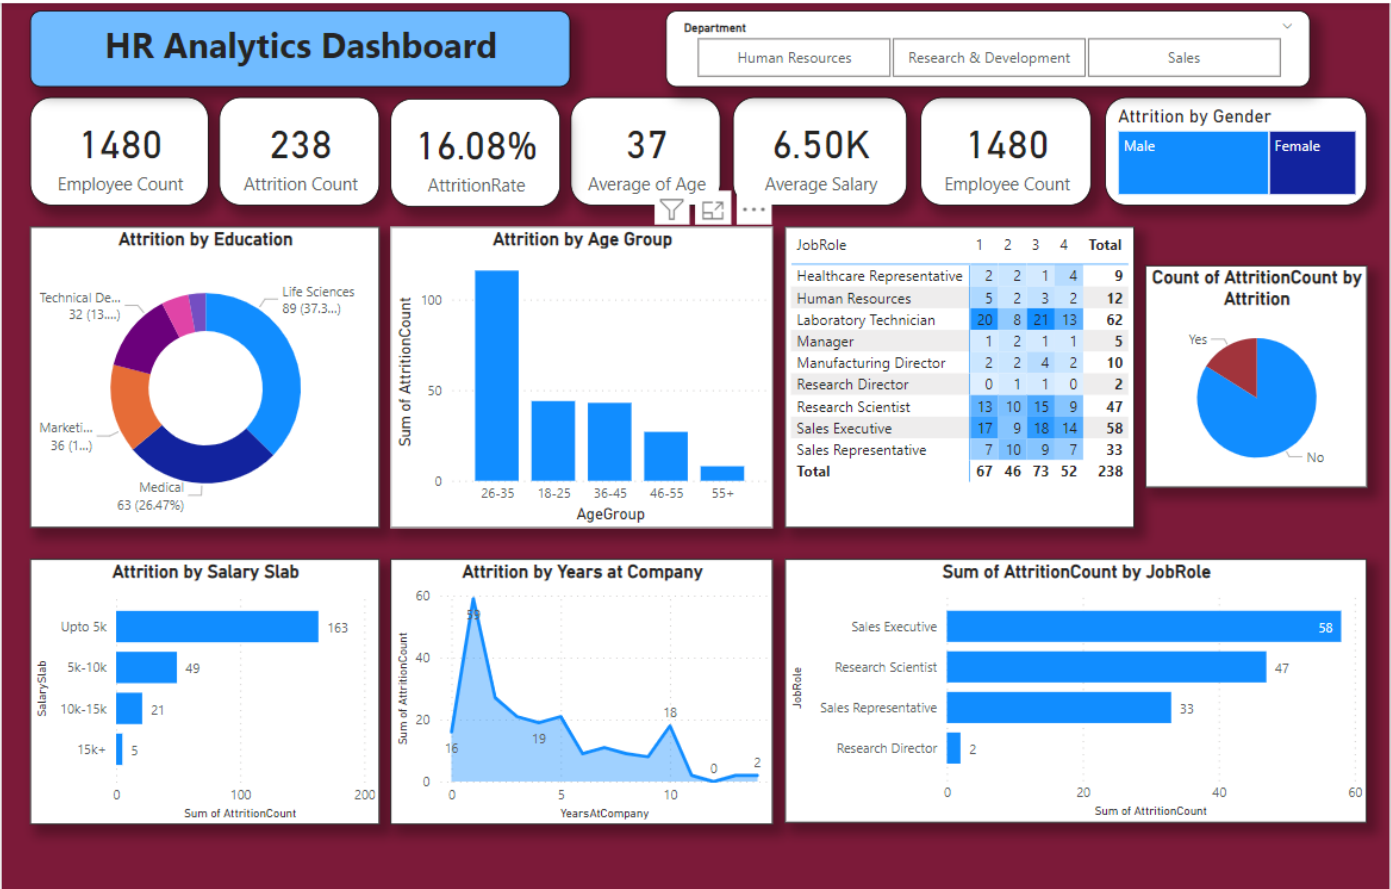 HR Analytics Dashboard
Department
Human Resources
Research & Development
Sales
1480
Employee Count
238
Attrition Count
16.08%
AttritionRate
37
Average of Age
6.50K
Average Salary
1480
Employee Count
Attrition by Gender
Male
Female
Attrition by Education
Life Sciences
89 (37.3...)
Technical De...
32 (13....)
Marketi...
36 (1...)
Medical
63 (26.47%)
Attrition by Age Group
Sum of AttritionCount
100
50
0
26-35 18-25 36-45 46-55 55+
AgeGroup
JobRole 1 2 3 4 Total
Healthcare Representative 2 2 1 4 9
Human Resources 5 2 3 2 12
Laboratory Technician 20 8 21 13 62
Manager 1 2 1 1 5
Manufacturing Director 2 2 4 2 10
Research Director 0 1 1 0 2
Research Scientist 13 10 15 9 47
Sales Executive 17 9 18 14 58
Sales Representative 7 10 9 7 33
Total 67 46 73 52 238
Count of AttritionCount by
Attrition
Yes
No
Attrition by Salary Slab
SalarySlab
Upto 5k 163
5k-10k 49
10k-15k 21
15k+ 5
0 100 200
Sum of AttritionCount
Attrition by Years at Company
Sum of AttritionCount
60
40
20
0
59
16
19
18
0
2
0 5 10
YearsAtCompany
Sum of AttritionCount by JobRole
JobRole
Sales Executive 58
Research Scientist 47
Sales Representative 33
Research Director 2
0 20 40 60
Sum of AttritionCount